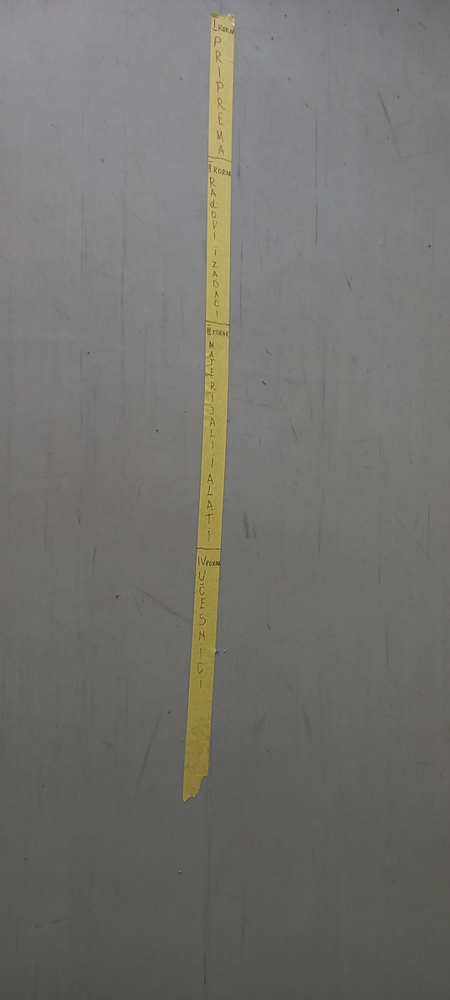 I KORAK
PRIPREMA
II KORAK
RAdOVi i ZADACi
III KORAK
MATERIJALI I ALATI
IV KORAK
UČESNiCi